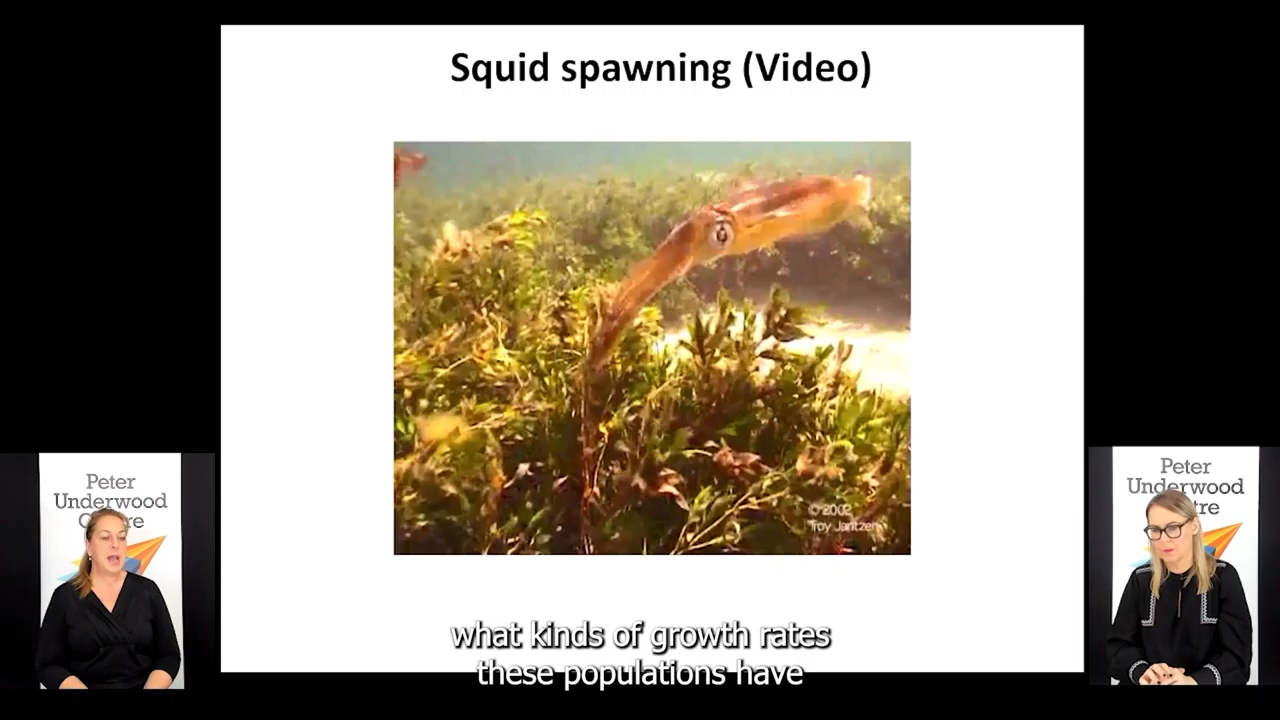 Squid spawning (Video)
© 2002
Troy Jantzen
Peter
Underwood
Centre
Peter
Underwood
ntre
what kinds of growth rates
these populations have